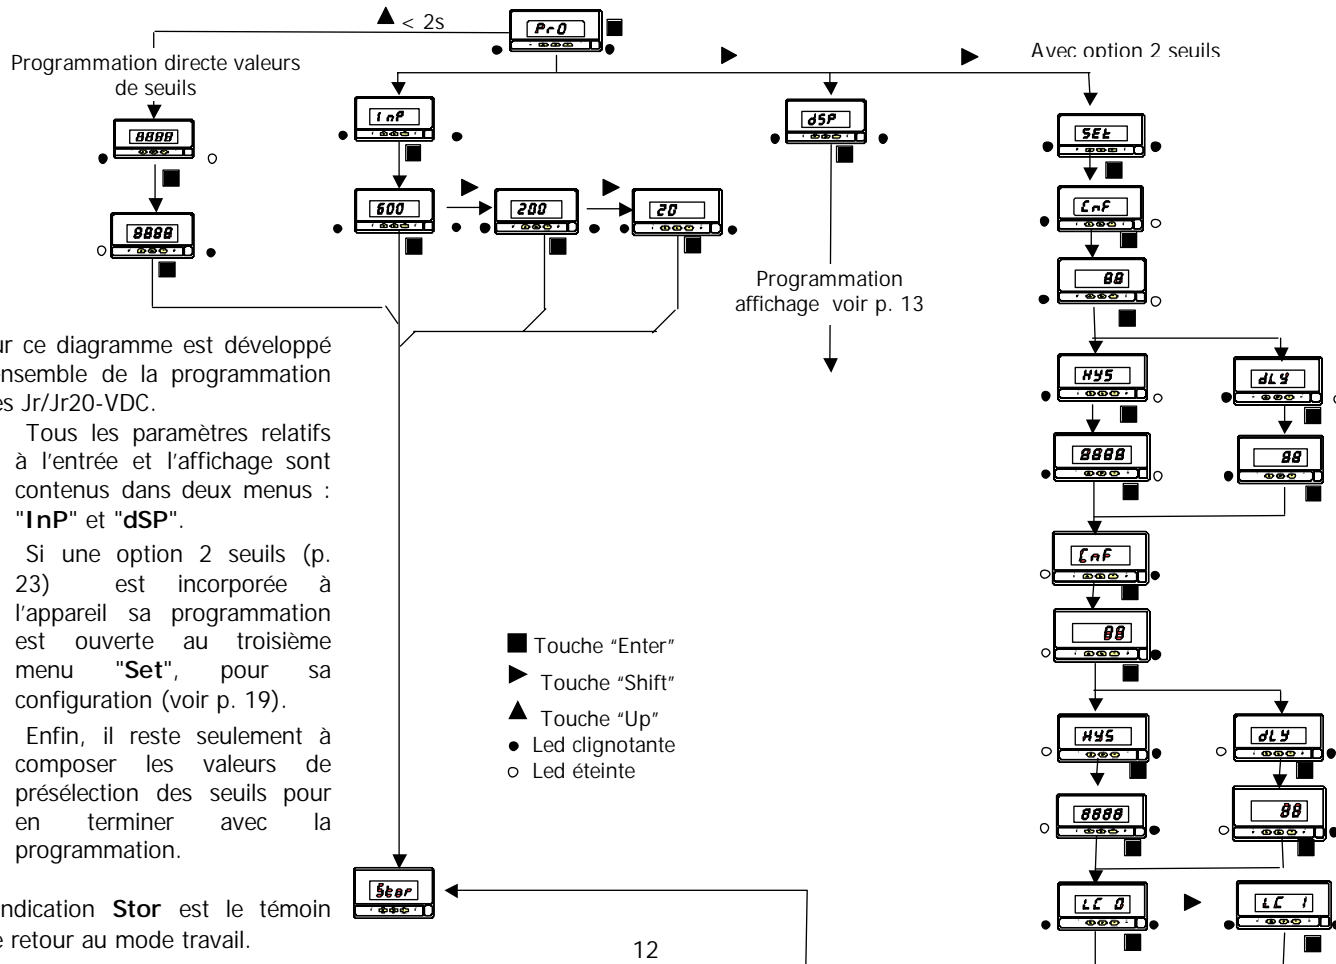 < 2s
Pr0
Programmation directe valeurs
de seuils
Avec option 2 seuils
InP
dSP
8888
SEt
600
200
20
CnF
8888
88
Programmation
affichage voir p. 13
ur ce diagramme est développé
ensemble de la programmation
es Jr/Jr20-VDC.
Tous les paramètres relatifs
à l'entrée et l'affichage sont
contenus dans deux menus :
"InP" et "dSP".
Si une option 2 seuils (p.
23) est incorporée à
l'appareil sa programmation
est ouverte au troisième
menu "Set", pour sa
configuration (voir p. 19).
Enfin, il reste seulement à
composer les valeurs de
présélection des seuils pour
en terminer avec la
programmation.
ndication Stor est le témoin
e retour au mode travail.
HYS
dLY
8888
88
CnF
88
Touche “Enter”
Touche “Shift”
Touche “Up”
Led clignotante
Led éteinte
HYS
dLY
8888
88
Stor
LC 0
LC 1
12